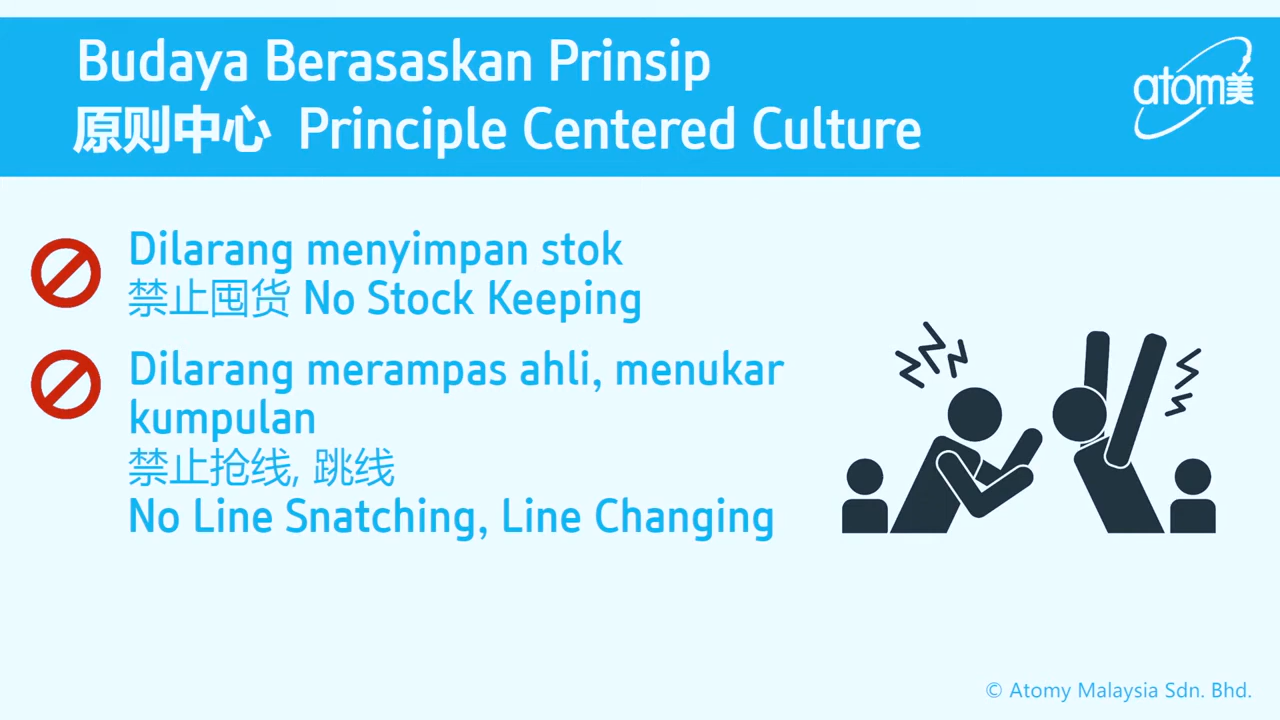 Budaya Berasaskan Prinsip
原则中心 Principle Centered Culture
atom美
Dilarang menyimpan stok
禁止囤货 No Stock Keeping
Dilarang merampas ahli, menukar
kumpulan
禁止抢线, 跳线
No Line Snatching, Line Changing
© Atomy Malaysia Sdn. Bhd.